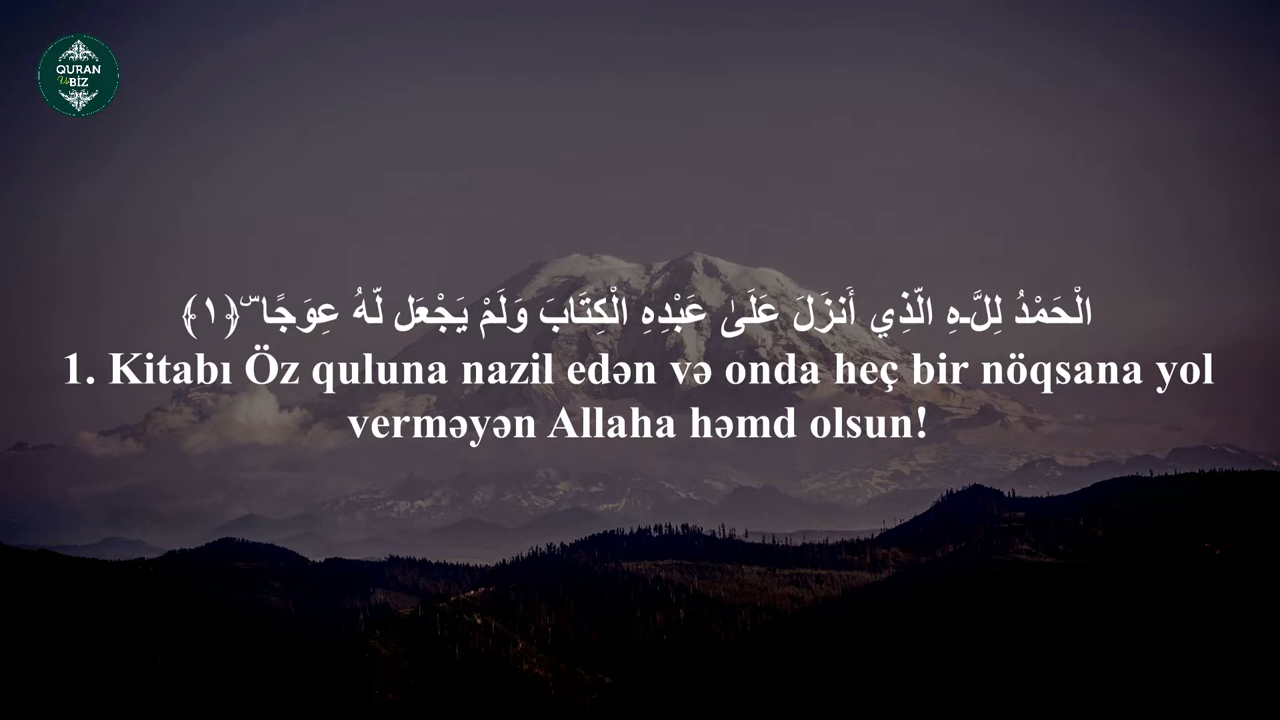 QURAN
Və BİZ
الْحَمْدُ لِلَّـهِ الَّذِي أَنزَلَ عَلَىٰ عَبْدِهِ الْكِتَابَ وَلَمْ يَجْعَل لَّهُ عِوَجًا ۜ ﴿١﴾
1. Kitabı Öz quluna nazil edən və onda heç bir nöqsana yol
verməyən Allaha həmd olsun!